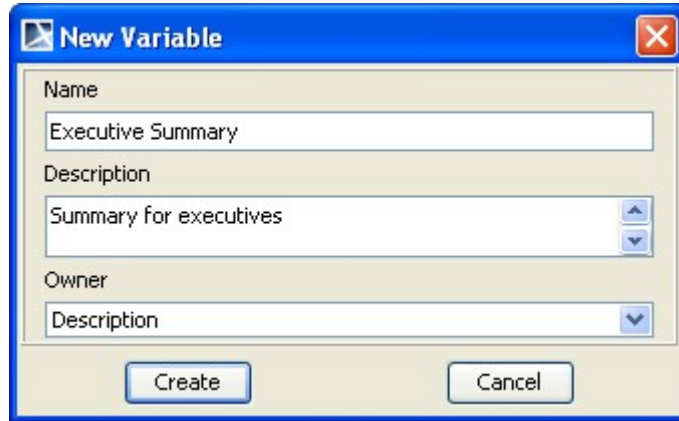 New Variable
Name
Executive Summary
Description
Summary for executives
Owner
Description
Create Cancel